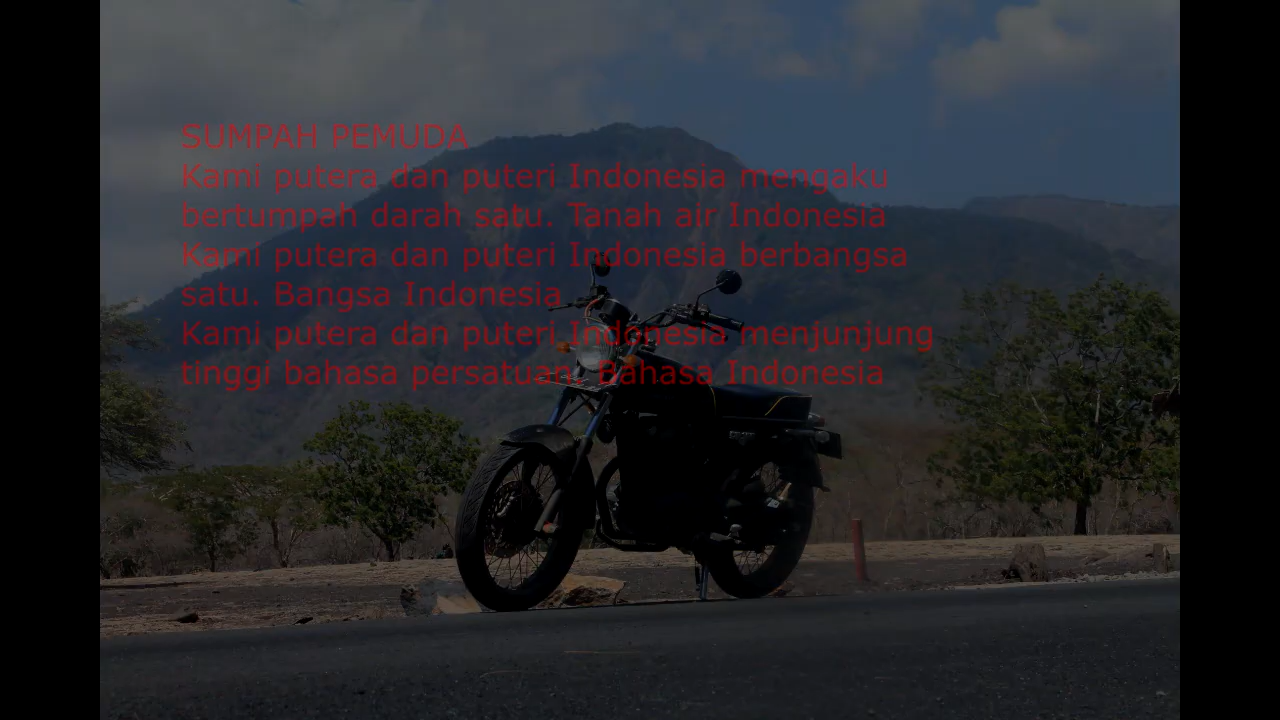 SUMPAH PEMUDA
Kami putera dan puteri Indonesia mengaku
bertumpah darah satu. Tanah air Indonesia
Kami putera dan puteri Indonesia berbangsa
satu. Bangsa Indonesia
Kami putera dan puteri Indonesia menjunjung
tinggi bahasa persatuan. Bahasa Indonesia